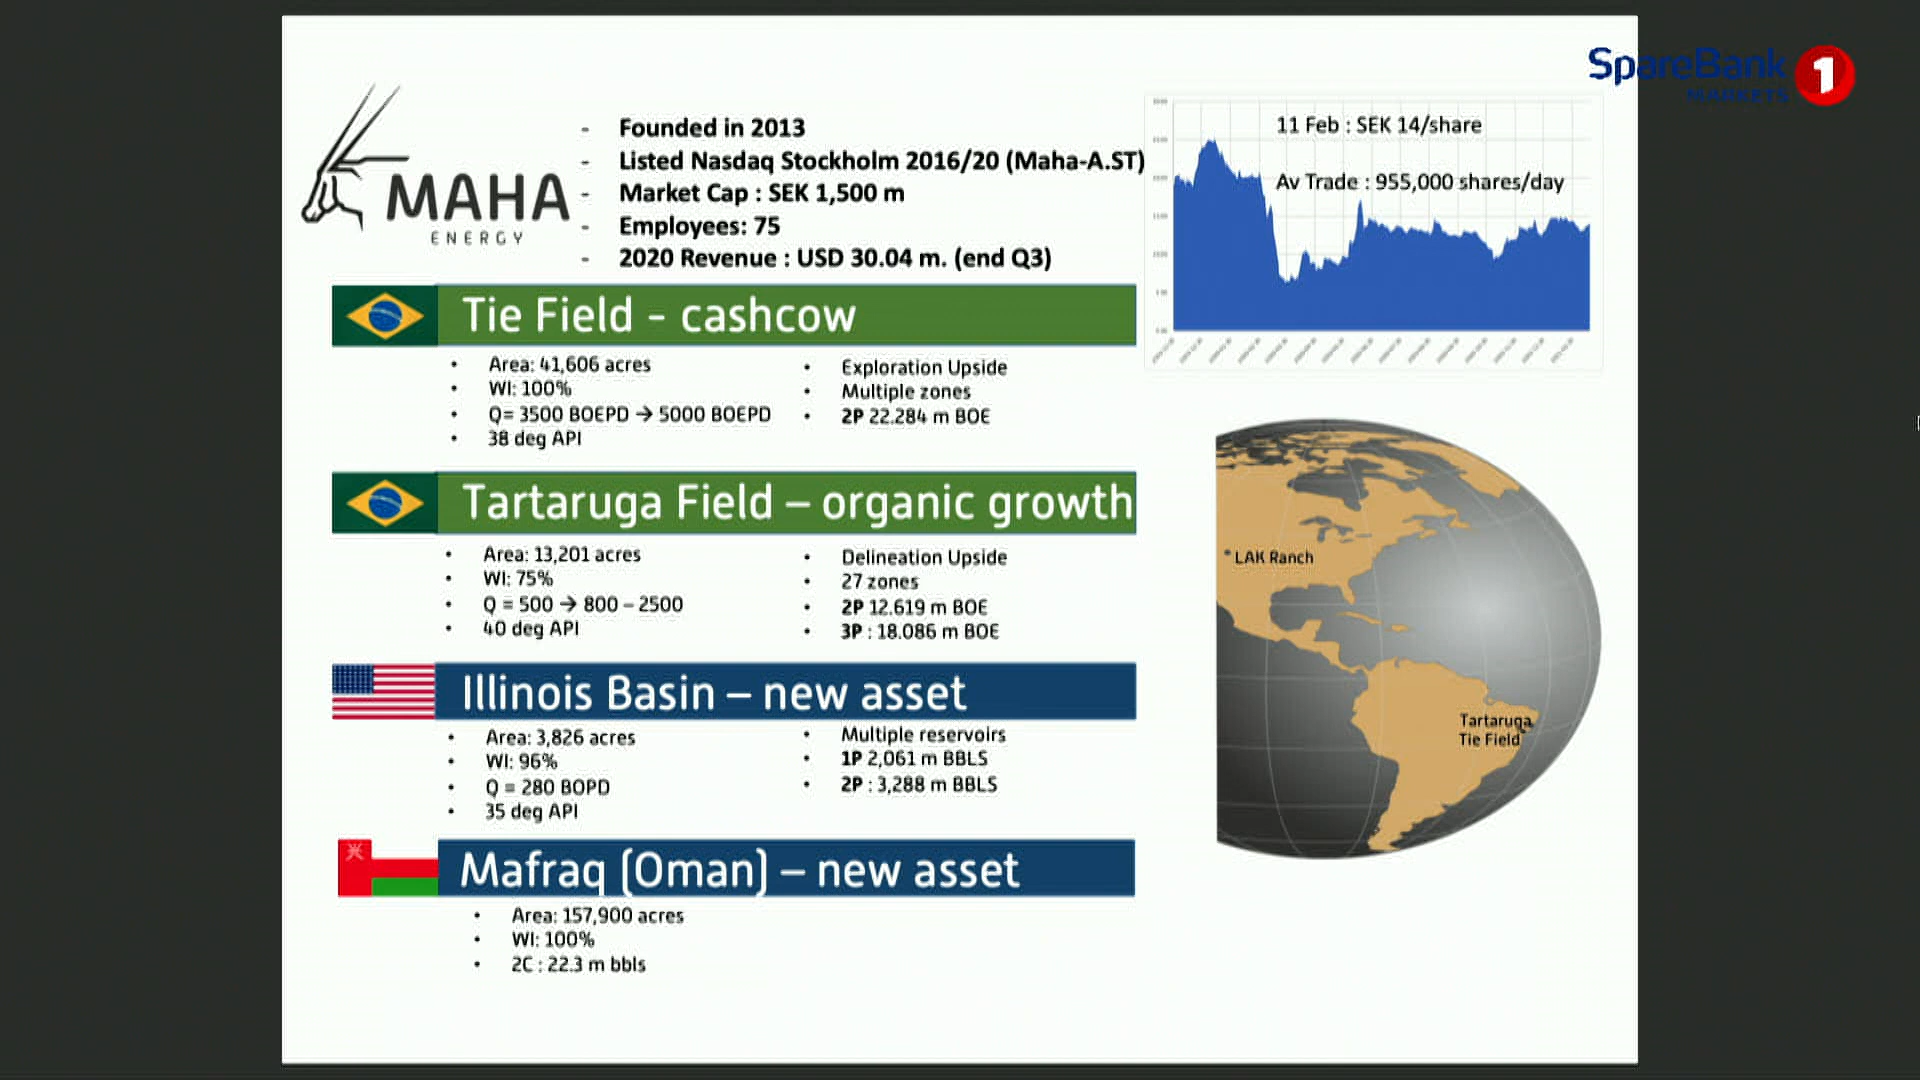 SpareBank 1
MARKETS
MAHA
ENERGY
- Founded in 2013
- Listed Nasdaq Stockholm 2016/20 (Maha-A.ST)
- Market Cap : SEK 1,500 m
- Employees: 75
- 2020 Revenue : USD 30.04 m. (end Q3)
11 Feb : SEK 14/share
Av Trade : 955,000 shares/day
Tie Field - cashcow
• Area: 41,606 acres
• WI: 100%
• Q= 3500 BOEPD → 5000 BOEPD
• 38 deg API
• Exploration Upside
• Multiple zones
• 2P 22.284 m BOE
Tartaruga Field – organic growth
• Area: 13,201 acres
• WI: 75%
• Q = 500 → 800 – 2500
• 40 deg API
• Delineation Upside
• 27 zones
• 2P 12.619 m BOE
• 3P : 18.086 m BOE
Illinois Basin – new asset
• Area: 3,826 acres
• WI: 96%
• Q = 280 BOPD
• 35 deg API
• Multiple reservoirs
• 1P 2,061 m BBLS
• 2P : 3,288 m BBLS
Mafraq (Oman) – new asset
• Area: 157,900 acres
• WI: 100%
• 2C : 22.3 m bbls
LAK Ranch
Tartaruga
Tie Field